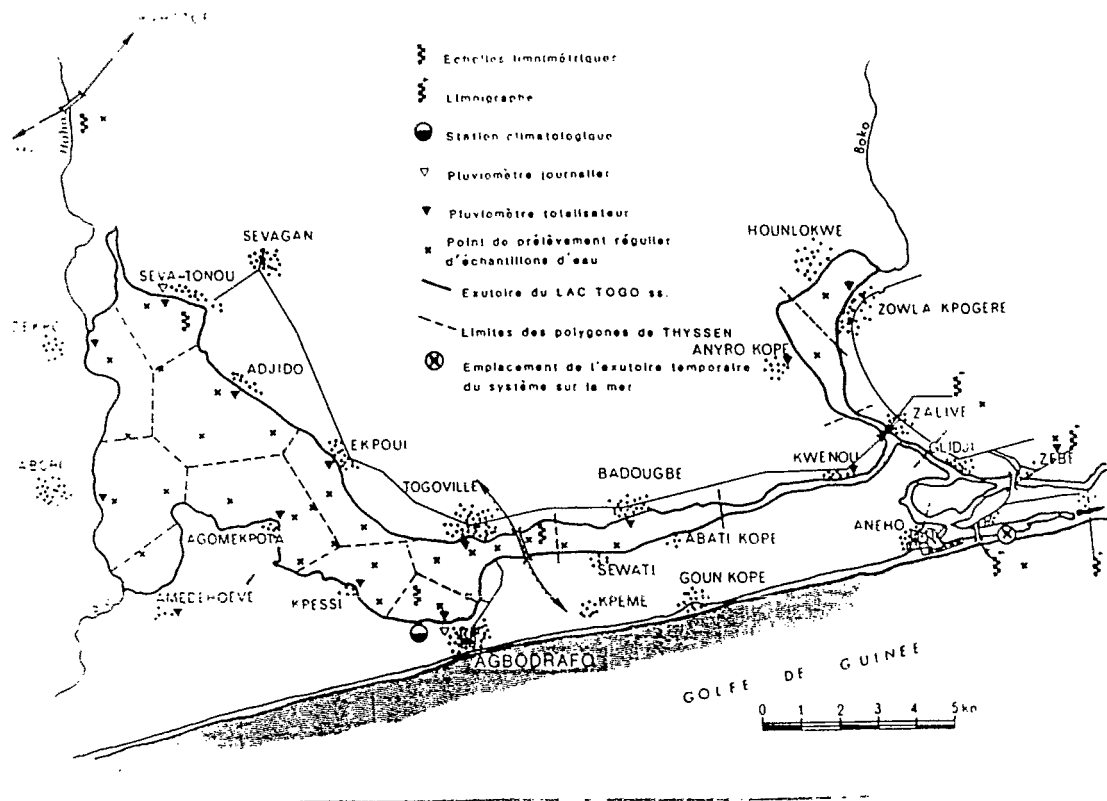 Echelles limnimétriques
Limnigraphe
Station climatologique
Pluviomètre journalier
Pluviomètre totalisateur
Point de prélèvement régulier
d'échantillons d'eau
Exutoire du LAC TOGO ss.
Limites des polygones de THYSSEN
Emplacement de l'exutoire temporaire
du système sur la mer
Boko
SEVAGAN
HOUNLOKWE
SEVA-TONOU
ZOWLA KPOGERE
ANYRO KOPE
ADJIDO
ZALIVE
EKPOUI
GLIDJI
KWENOU
ZEBE
BADOUGBE
TOGOVILLE
AGOMEKPOTA
ABATI KOPE
ANEHO
SEWATI
AMEDEHOEVE
KPESSI
GOUN KOPE
KPEME
AGBODRAFO
GOLFE DE GUINEE
0 1 2 3 4 5 km